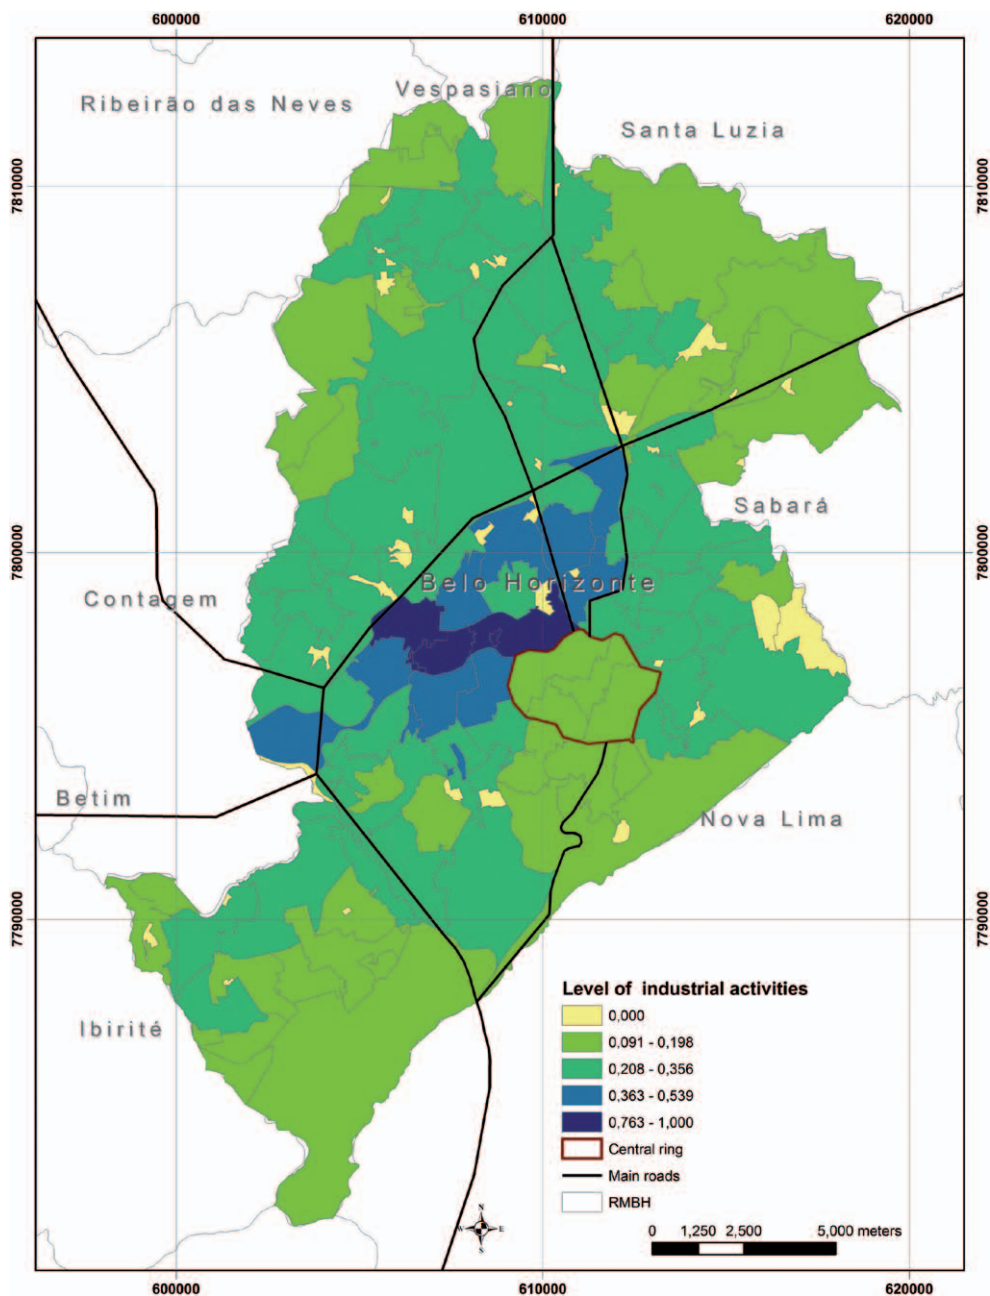 600000 610000 620000
Vespasiano
Ribeirão das Neves
Santa Luzia
7810000 7810000
Sabará
7800000 7800000
Belo Horizonte
Contagem
Betim
Nova Lima
7790000 7790000
Ibirité
Level of industrial activities
0,000
0,091 - 0,198
0,208 - 0,356
0,363 - 0,539
0,763 - 1,000
Central ring
Main roads
RMBH
N
W E
S
0 1,250 2,500 5,000 meters
600000 610000 620000